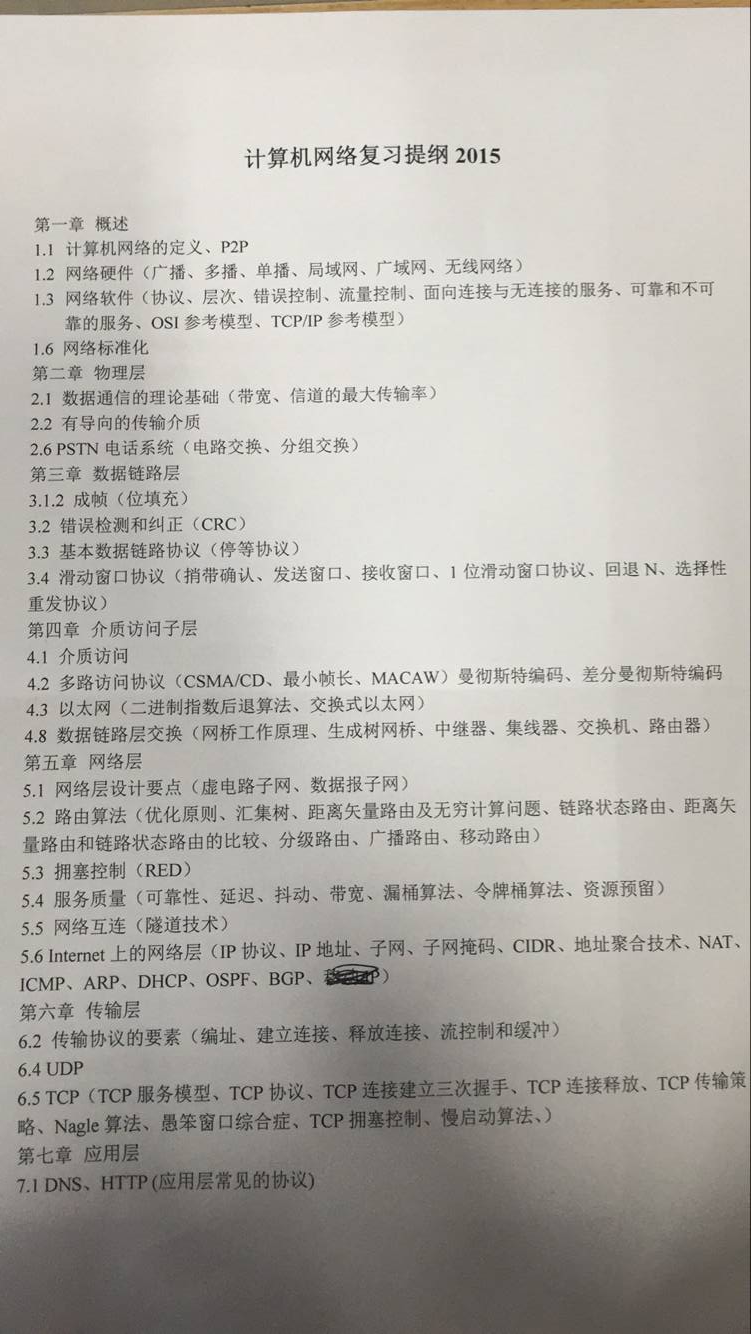 计算机网络复习提纲 2015
第一章 概述
1.1 计算机网络的定义、P2P
1.2 网络硬件（广播、多播、单播、局域网、广域网、无线网络）
1.3 网络软件（协议、层次、错误控制、流量控制、面向连接与无连接的服务、可靠和不可
靠的服务、OSI 参考模型、TCP/IP 参考模型）
1.6 网络标准化
第二章 物理层
2.1 数据通信的理论基础（带宽、信道的最大传输率）
2.2 有导向的传输介质
2.6 PSTN 电话系统（电路交换、分组交换）
第三章 数据链路层
3.1.2 成帧（位填充）
3.2 错误检测和纠正（CRC）
3.3 基本数据链路协议（停等协议）
3.4 滑动窗口协议（捎带确认、发送窗口、接收窗口、1 位滑动窗口协议、回退 N、选择性
重发协议）
第四章 介质访问子层
4.1 介质访问
4.2 多路访问协议（CSMA/CD、最小帧长、MACAW）曼彻斯特编码、差分曼彻斯特编码
4.3 以太网（二进制指数后退算法、交换式以太网）
4.8 数据链路层交换（网桥工作原理、生成树网桥、中继器、集线器、交换机、路由器）
第五章 网络层
5.1 网络层设计要点（虚电路子网、数据报子网）
5.2 路由算法（优化原则、汇集树、距离矢量路由及无穷计算问题、链路状态路由、距离矢
量路由和链路状态路由的比较、分级路由、广播路由、移动路由）
5.3 拥塞控制（RED）
5.4 服务质量（可靠性、延迟、抖动、带宽、漏桶算法、令牌桶算法、资源预留）
5.5 网络互连（隧道技术）
5.6 Internet 上的网络层（IP 协议、IP 地址、子网、子网掩码、CIDR、地址聚合技术、NAT、
ICMP、ARP、DHCP、OSPF、BGP、）
第六章 传输层
6.2 传输协议的要素（编址、建立连接、释放连接、流控制和缓冲）
6.4 UDP
6.5 TCP（TCP 服务模型、TCP 协议、TCP 连接建立三次握手、TCP 连接释放、TCP 传输策
略、Nagle 算法、愚笨窗口综合症、TCP 拥塞控制、慢启动算法、）
第七章 应用层
7.1 DNS、HTTP (应用层常见的协议)